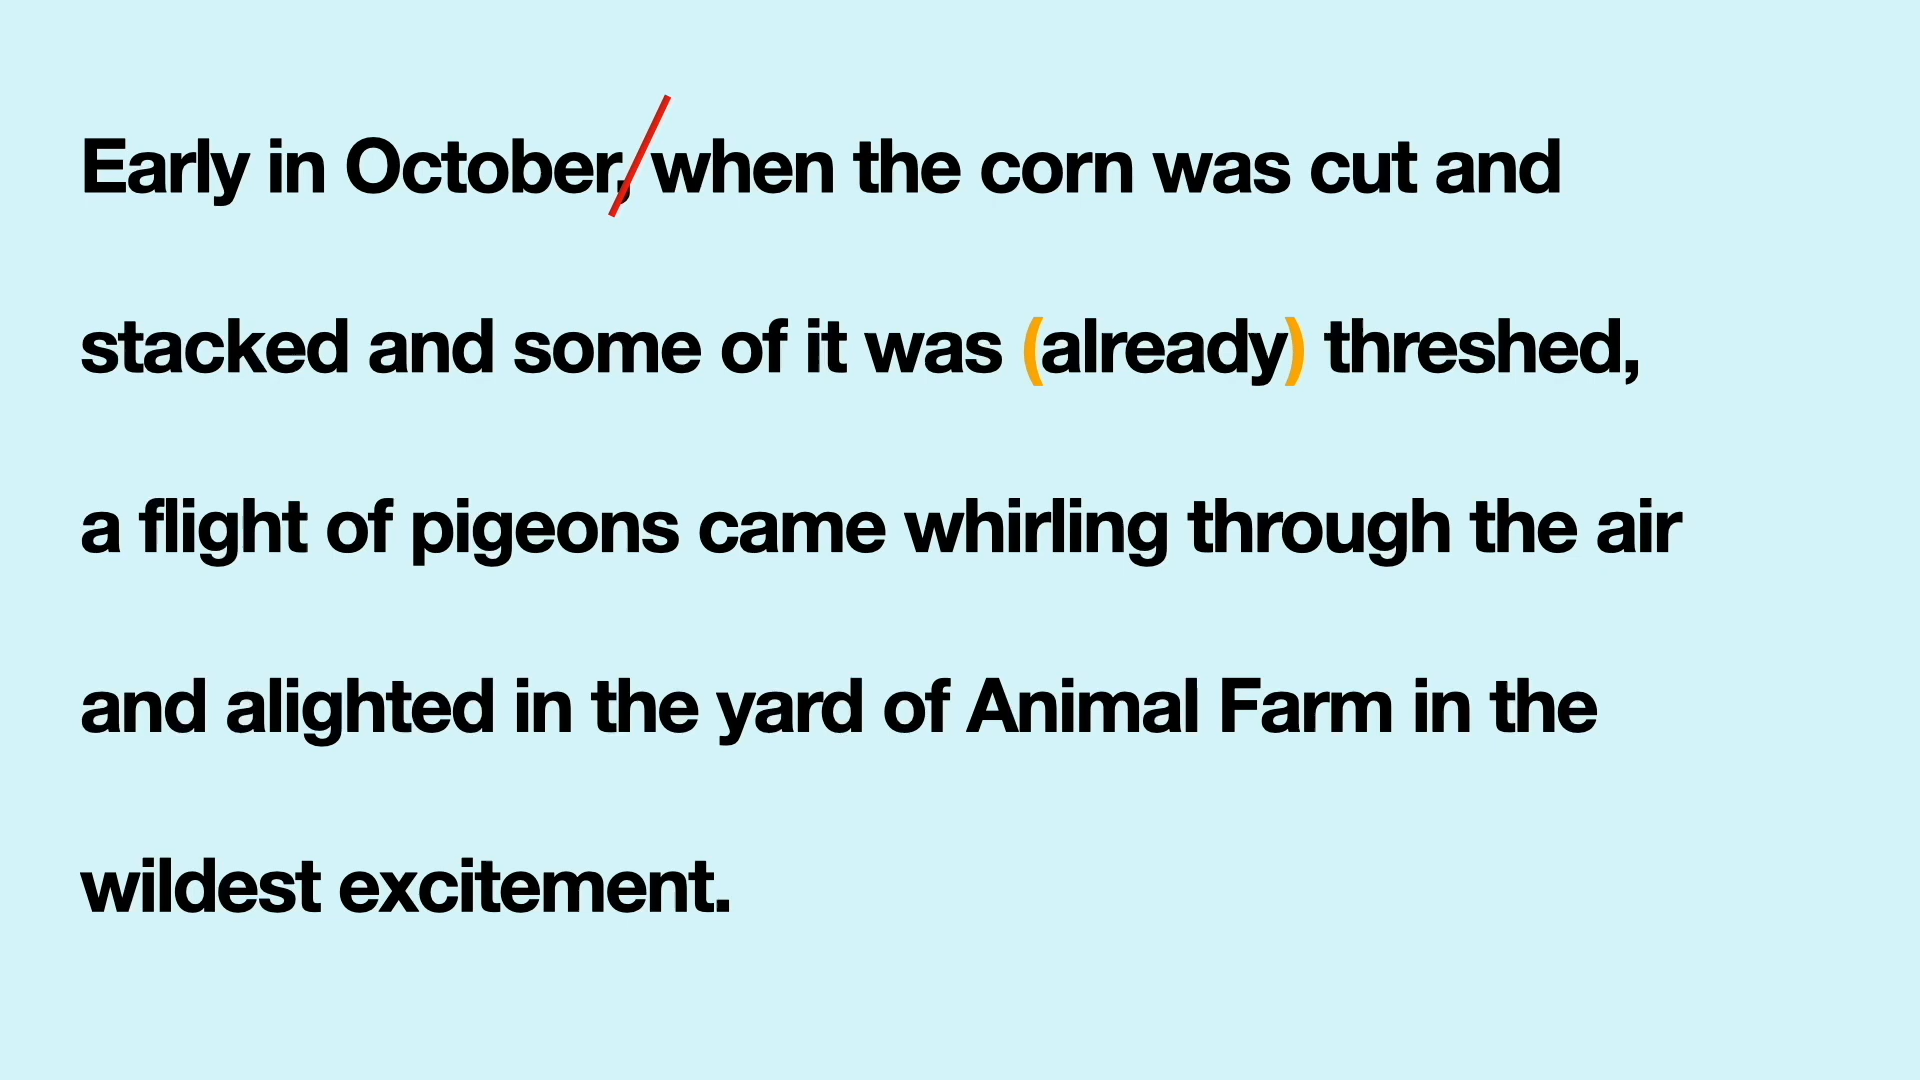 Early in October, when the corn was cut and
stacked and some of it was (already) threshed,
a flight of pigeons came whirling through the air
and alighted in the yard of Animal Farm in the
wildest excitement.